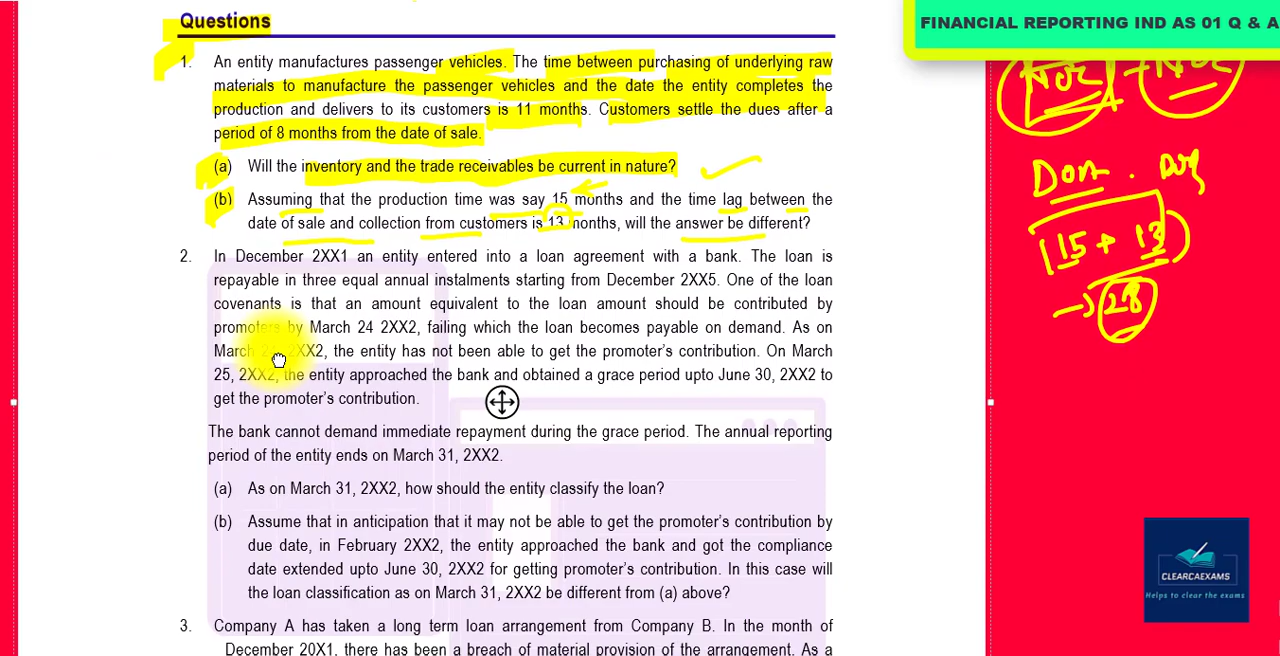 Questions
FINANCIAL REPORTING IND AS 01 Q & A
1. An entity manufactures passenger vehicles. The time between purchasing of underlying raw
materials to manufacture the passenger vehicles and the date the entity completes the
production and delivers to its customers is 11 months. Customers settle the dues after a
period of 8 months from the date of sale.
(a) Will the inventory and the trade receivables be current in nature?
(b) Assuming that the production time was say 15 months and the time lag between the
date of sale and collection from customers is 13 months, will the answer be different?
2. In December 2XX1 an entity entered into a loan agreement with a bank. The loan is
repayable in three equal annual instalments starting from December 2XX5. One of the loan
covenants is that an amount equivalent to the loan amount should be contributed by
promoters by March 24 2XX2, failing which the loan becomes payable on demand. As on
March 2XX2, the entity has not been able to get the promoter's contribution. On March
25, 2XX2, the entity approached the bank and obtained a grace period upto June 30, 2XX2 to
get the promoter's contribution.
The bank cannot demand immediate repayment during the grace period. The annual reporting
period of the entity ends on March 31, 2XX2.
(a) As on March 31, 2XX2, how should the entity classify the loan?
(b) Assume that in anticipation that it may not be able to get the promoter's contribution by
due date, in February 2XX2, the entity approached the bank and got the compliance
date extended upto June 30, 2XX2 for getting promoter's contribution. In this case will
the loan classification as on March 31, 2XX2 be different from (a) above?
3. Company A has taken a long term loan arrangement from Company B. In the month of
December 20X1, there has been a breach of material provision of the arrangement. As a
(15 + 13)
→ 28
CLEARCAEXAMS
Helps to clear the exams